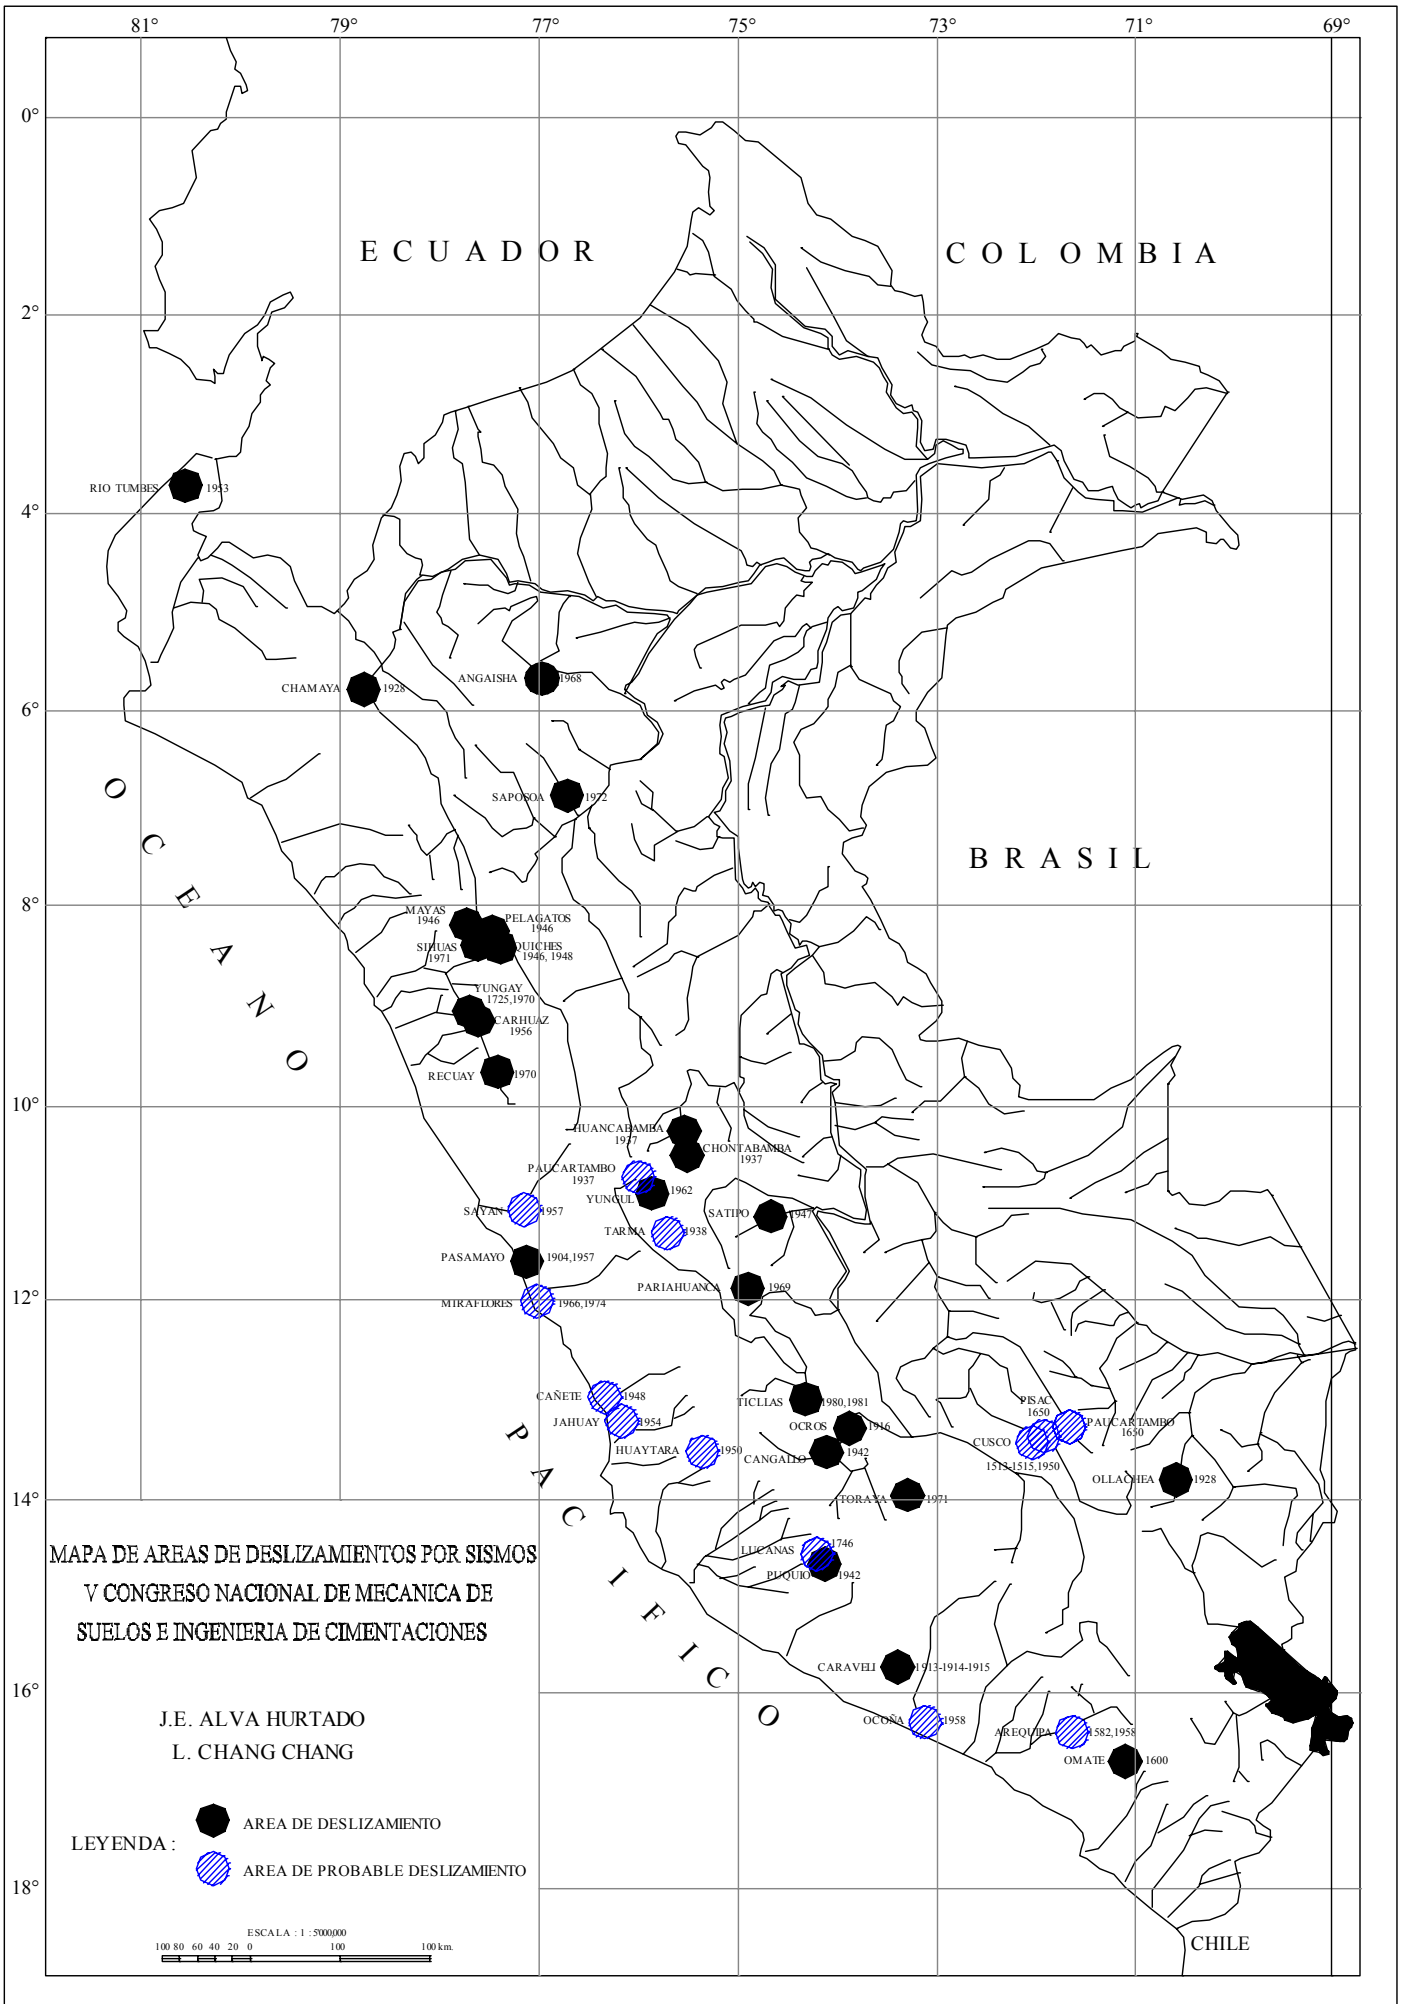 81° 79° 77° 75° 73° 71° 69°
0°
ECUADOR
COLOMBIA
2°
RIO TUMBES 1953
4°
CHAMAYA 1928
ANGAISHA 1968
6°
SAPOSOA 1972
OCEANO
BRASIL
8°
MAYAS
1946
PELAGATOS
1946
SIHUAS
1971
QUICHES
1946, 1948
YUNGAY
1725,1970
CARHUAZ
1956
RECUAY 1970
10°
HUANCABAMBA
1937
CHONTABAMBA
1937
PAUCARTAMBO
1937
YUNGUL 1962
SAYAN 1957
SATIPO 1947
TARMA 1938
PASAMAYO 1904,1957
PARIAHUANCA 1969
12°
MIRAFLORES 1966,1974
CAÑETE 1948
TICLLAS 1980,1981
PISAC
1650
JAHUAY 1954
OCROS 1916
PAUCARTAMBO
1650
PACIFICO
HUAYTARA 1950
CANGALLO 1942
CUSCO
1513-1515,1950
OLLACHEA 1928
14°
TORAYA 1971
MAPA DE AREAS DE DESLIZAMIENTOS POR SISMOS
V CONGRESO NACIONAL DE MECANICA DE
SUELOS E INGENIERIA DE CIMENTACIONES
LUCANAS 1746
PUQUIO 1942
CARAVELI 1913-1914-1915
16°
J.E. ALVA HURTADO
L. CHANG CHANG
OCOÑA 1958
AREQUIPA 1582,1958
OMATE 1600
LEYENDA :
AREA DE DESLIZAMIENTO
AREA DE PROBABLE DESLIZAMIENTO
18°
ESCALA : 1 : 5'000,000
100 80 60 40 20 0 100 100 km.
CHILE